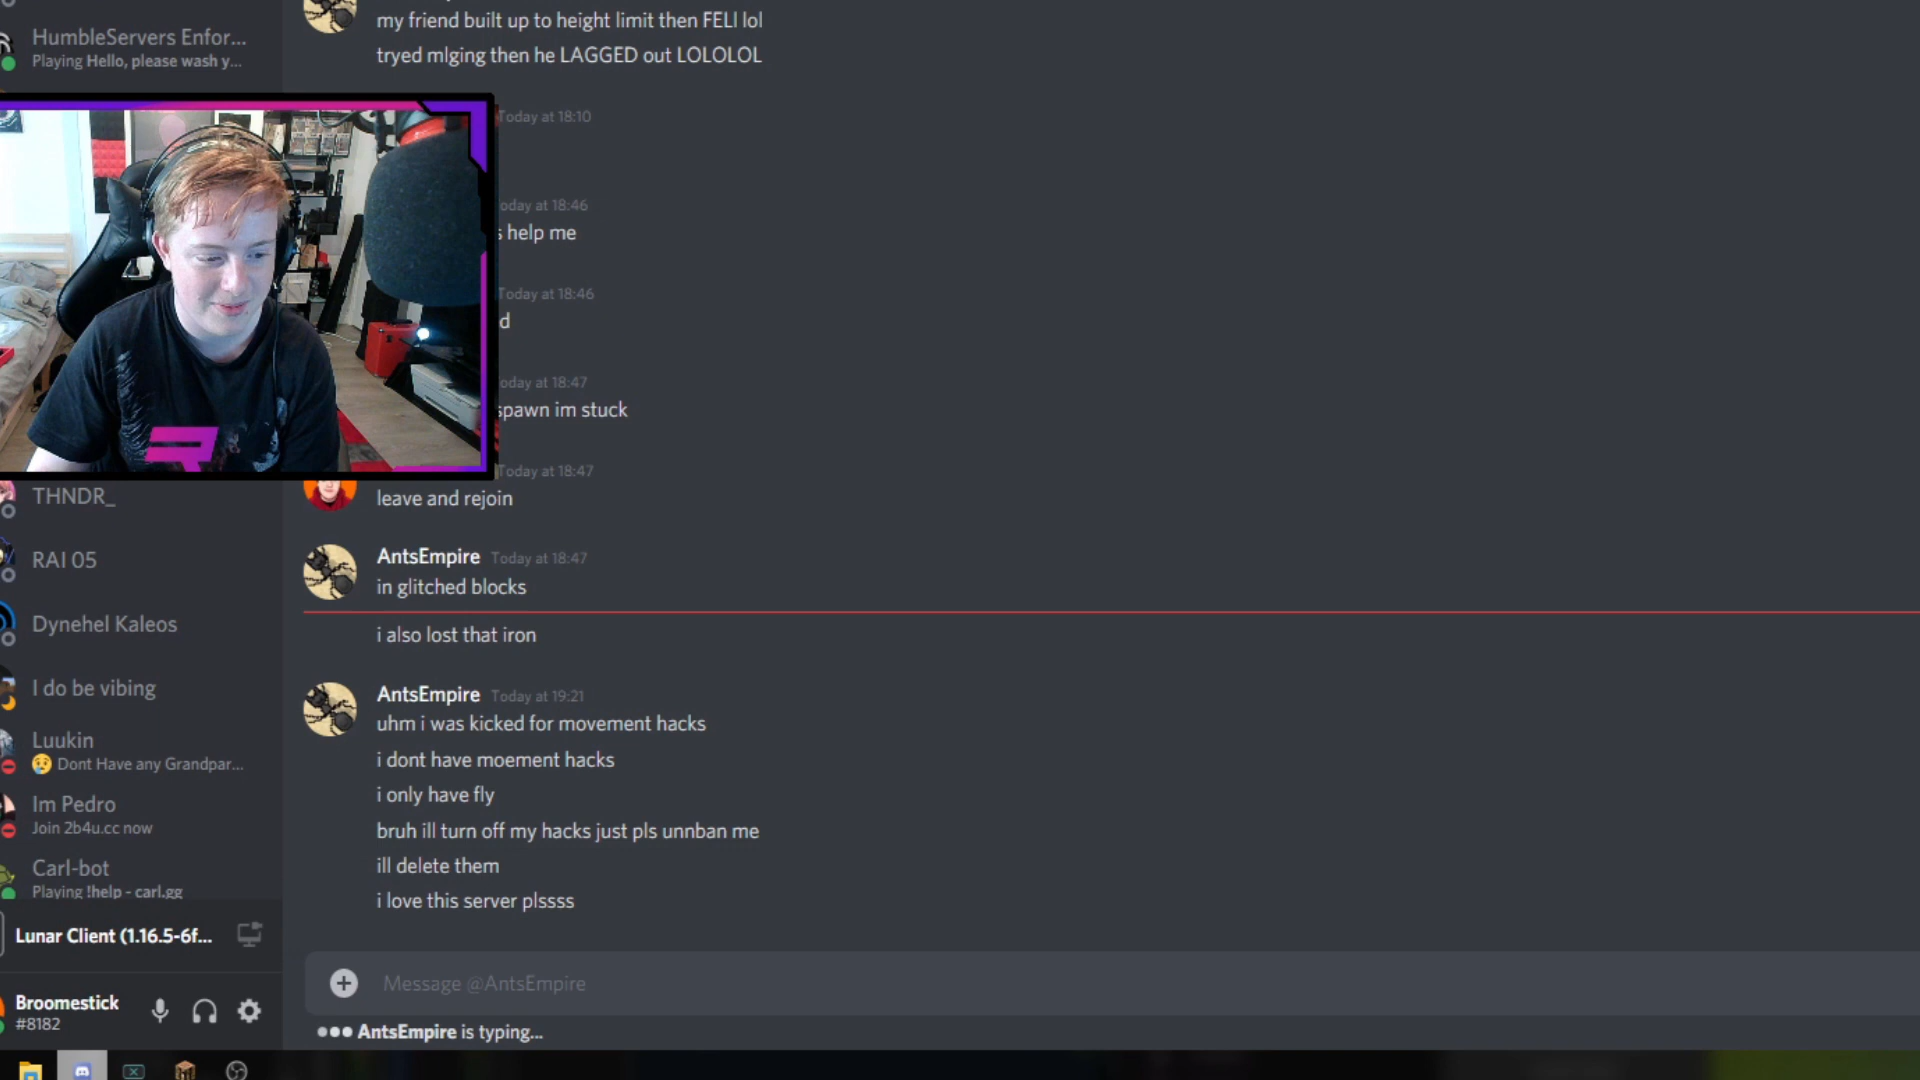 HumbleServers Enfor...
Playing Hello, please wash y...
THNDR_
RAI 05
Dynehel Kaleos
I do be vibing
Luukin
Dont Have any Grandpar...
Im Pedro
Join 2b4u.cc now
Carl-bot
Playing !help - carl.gg
Lunar Client (1.16.5-6f...
Broomestick
#8182
my friend built up to height limit then FELl lol
tryed mlging then he LAGGED out LOLOLOL
Today at 18:10
oday at 18:46
s help me
Today at 18:46
d
oday at 18:47
spawn im stuck
Today at 18:47
leave and rejoin
AntsEmpire Today at 18:47
in glitched blocks
i also lost that iron
AntsEmpire Today at 19:21
uhm i was kicked for movement hacks
i dont have moement hacks
i only have fly
bruh ill turn off my hacks just pls unnban me
ill delete them
i love this server plssss
Message @AntsEmpire
AntsEmpire is typing...